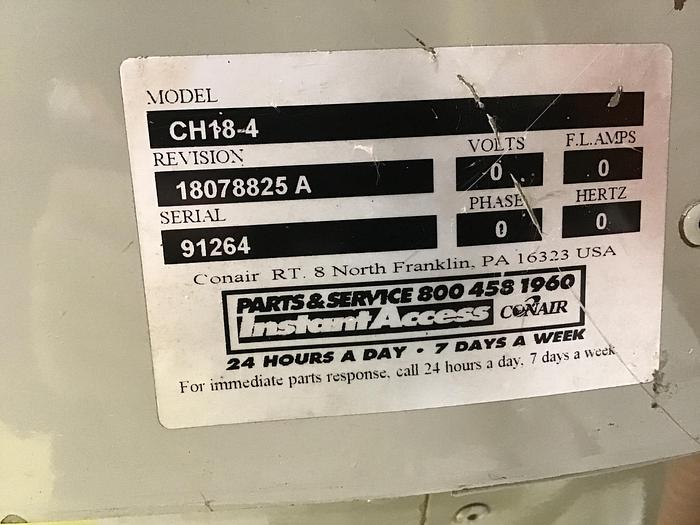 MODEL
CH18-4
REVISION VOLTS F.L.AMPS
18078825 A 0 0
SERIAL PHASE HERTZ
91264 0 0
Conair RT. 8 North Franklin, PA 16323 USA
PARTS & SERVICE 800 458 1960
Instant Access CONAIR
24 HOURS A DAY • 7 DAYS A WEEK
For immediate parts response, call 24 hours a day, 7 days a week